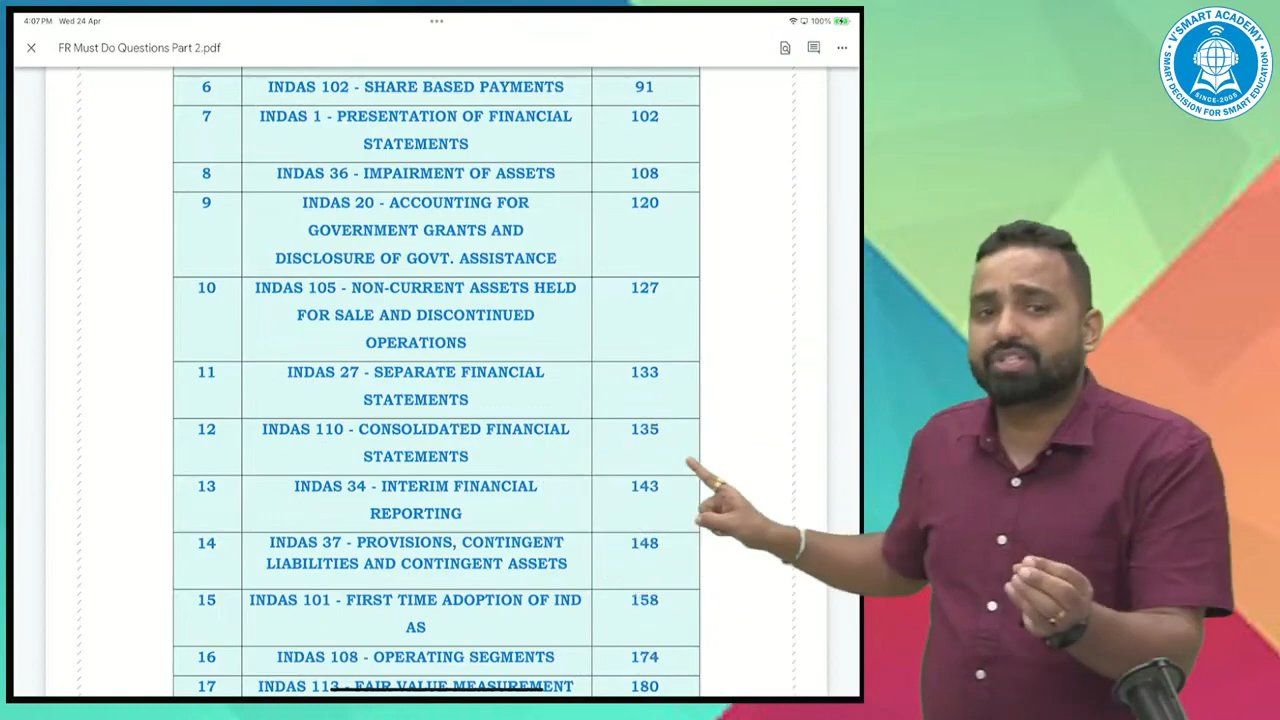 4:07 PM Wed 24 Apr
100%
FR Must Do Questions Part 2.pdf
6 INDAS 102 - SHARE BASED PAYMENTS 91
7 INDAS 1 - PRESENTATION OF FINANCIAL 102
STATEMENTS
8 INDAS 36 - IMPAIRMENT OF ASSETS 108
9 INDAS 20 - ACCOUNTING FOR 120
GOVERNMENT GRANTS AND
DISCLOSURE OF GOVT. ASSISTANCE
10 INDAS 105 - NON-CURRENT ASSETS HELD 127
FOR SALE AND DISCONTINUED
OPERATIONS
11 INDAS 27 - SEPARATE FINANCIAL 133
STATEMENTS
12 INDAS 110 - CONSOLIDATED FINANCIAL 135
STATEMENTS
13 INDAS 34 - INTERIM FINANCIAL 143
REPORTING
14 INDAS 37 - PROVISIONS, CONTINGENT 148
LIABILITIES AND CONTINGENT ASSETS
15 INDAS 101 - FIRST TIME ADOPTION OF IND 158
AS
16 INDAS 108 - OPERATING SEGMENTS 174
17 INDAS 113 - FAIR VALUE MEASUREMENT 180
V'SMART ACADEMY
SINCE-2005
SMART DECISION FOR SMART EDUCATION